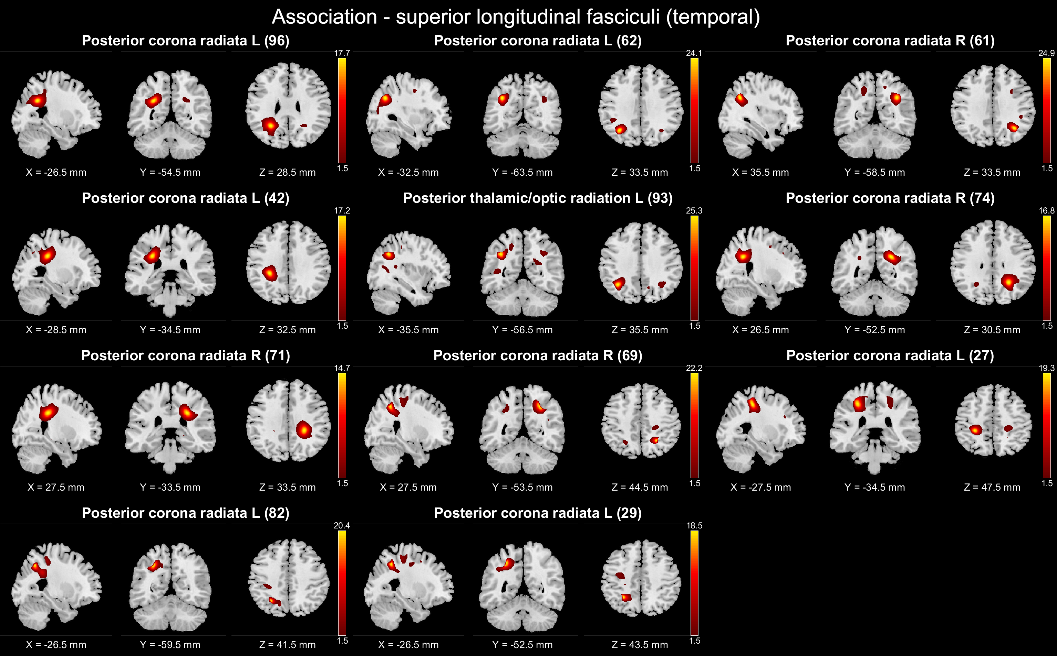 Association - superior longitudinal fasciculi (temporal)
Posterior corona radiata L (96)
17.7
1.5
X = -26.5 mm Y = -54.5 mm Z = 28.5 mm
Posterior corona radiata L (62)
24.1
1.5
X = -32.5 mm Y = -63.5 mm Z = 33.5 mm
Posterior corona radiata R (61)
24.9
1.5
X = 35.5 mm Y = -58.5 mm Z = 33.5 mm
Posterior corona radiata L (42)
17.2
1.5
X = -28.5 mm Y = -34.5 mm Z = 32.5 mm
Posterior thalamic/optic radiation L (93)
25.3
1.5
X = -35.5 mm Y = -56.5 mm Z = 35.5 mm
Posterior corona radiata R (74)
16.8
1.5
X = 26.5 mm Y = -52.5 mm Z = 30.5 mm
Posterior corona radiata R (71)
14.7
1.5
X = 27.5 mm Y = -33.5 mm Z = 33.5 mm
Posterior corona radiata R (69)
22.2
1.5
X = 27.5 mm Y = -53.5 mm Z = 44.5 mm
Posterior corona radiata L (27)
19.3
1.5
X = -27.5 mm Y = -34.5 mm Z = 47.5 mm
Posterior corona radiata L (82)
20.4
1.5
X = -26.5 mm Y = -59.5 mm Z = 41.5 mm
Posterior corona radiata L (29)
18.5
1.5
X = -26.5 mm Y = -52.5 mm Z = 43.5 mm